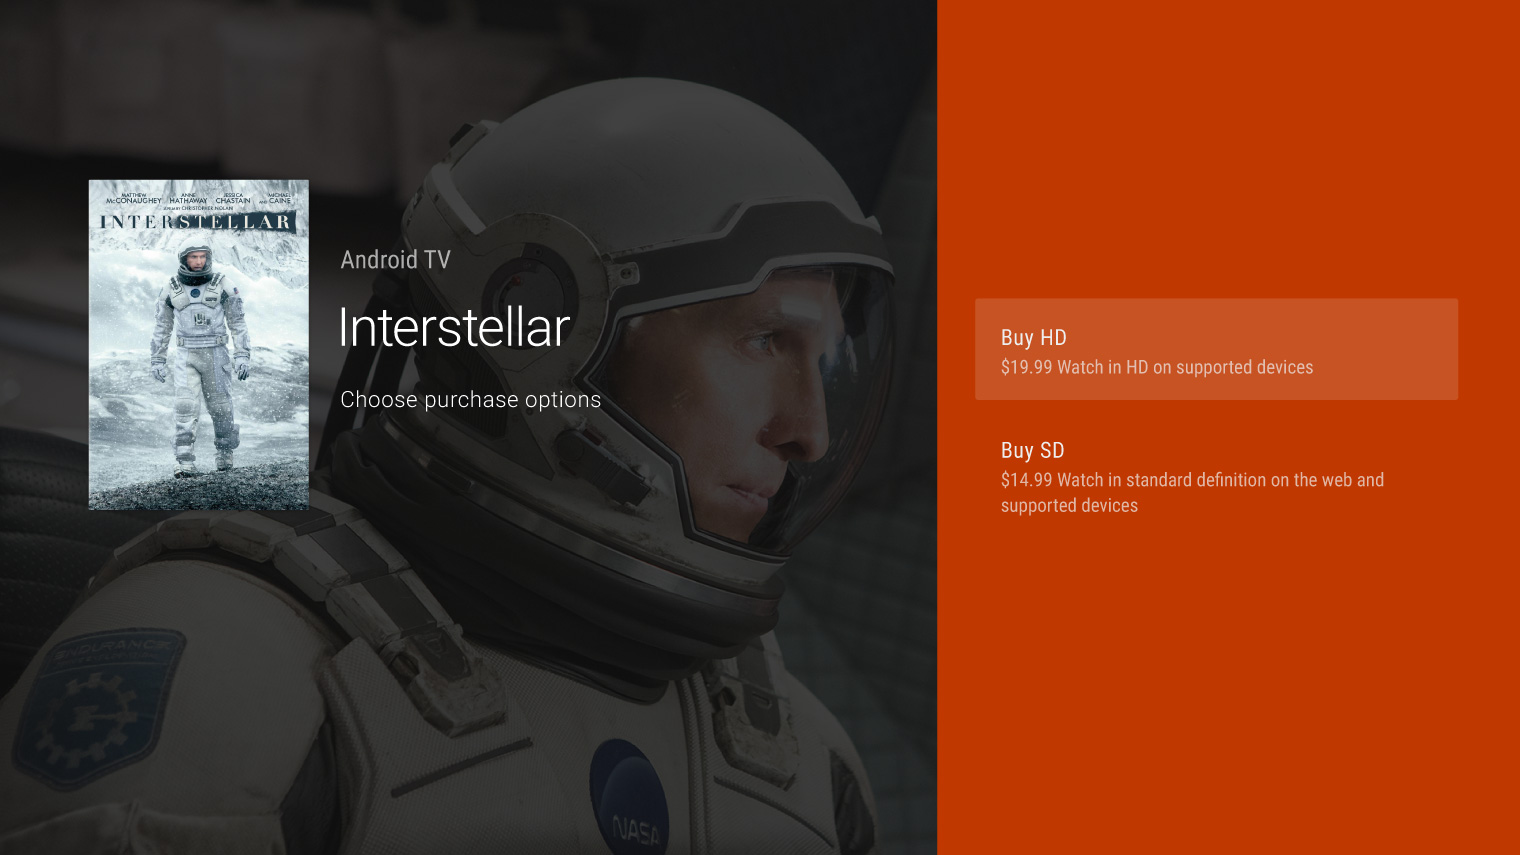 MATTHEW McCONAUGHEY ANNE HATHAWAY JESSICA CHASTAIN AND MICHAEL CAINE
A FILM BY CHRISTOPHER NOLAN
INTERSTELLAR
Android TV
Interstellar
Choose purchase options
Buy HD
$19.99 Watch in HD on supported devices
Buy SD
$14.99 Watch in standard definition on the web and
supported devices
ENDURANCE
NASA